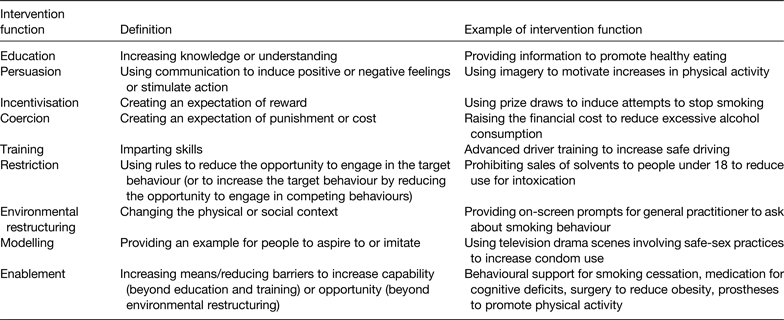 Intervention
function Definition Example of intervention function
Education Increasing knowledge or understanding Providing information to promote healthy eating
Persuasion Using communication to induce positive or negative feelings Using imagery to motivate increases in physical activity
or stimulate action
Incentivisation Creating an expectation of reward Using prize draws to induce attempts to stop smoking
Coercion Creating an expectation of punishment or cost Raising the financial cost to reduce excessive alcohol
consumption
Training Imparting skills Advanced driver training to increase safe driving
Restriction Using rules to reduce the opportunity to engage in the target Prohibiting sales of solvents to people under 18 to reduce
behaviour (or to increase the target behaviour by reducing use for intoxication
the opportunity to engage in competing behaviours)
Environmental Changing the physical or social context Providing on-screen prompts for general practitioner to ask
restructuring about smoking behaviour
Modelling Providing an example for people to aspire to or imitate Using television drama scenes involving safe-sex practices
to increase condom use
Enablement Increasing means/reducing barriers to increase capability Behavioural support for smoking cessation, medication for
(beyond education and training) or opportunity (beyond cognitive deficits, surgery to reduce obesity, prostheses
environmental restructuring) to promote physical activity